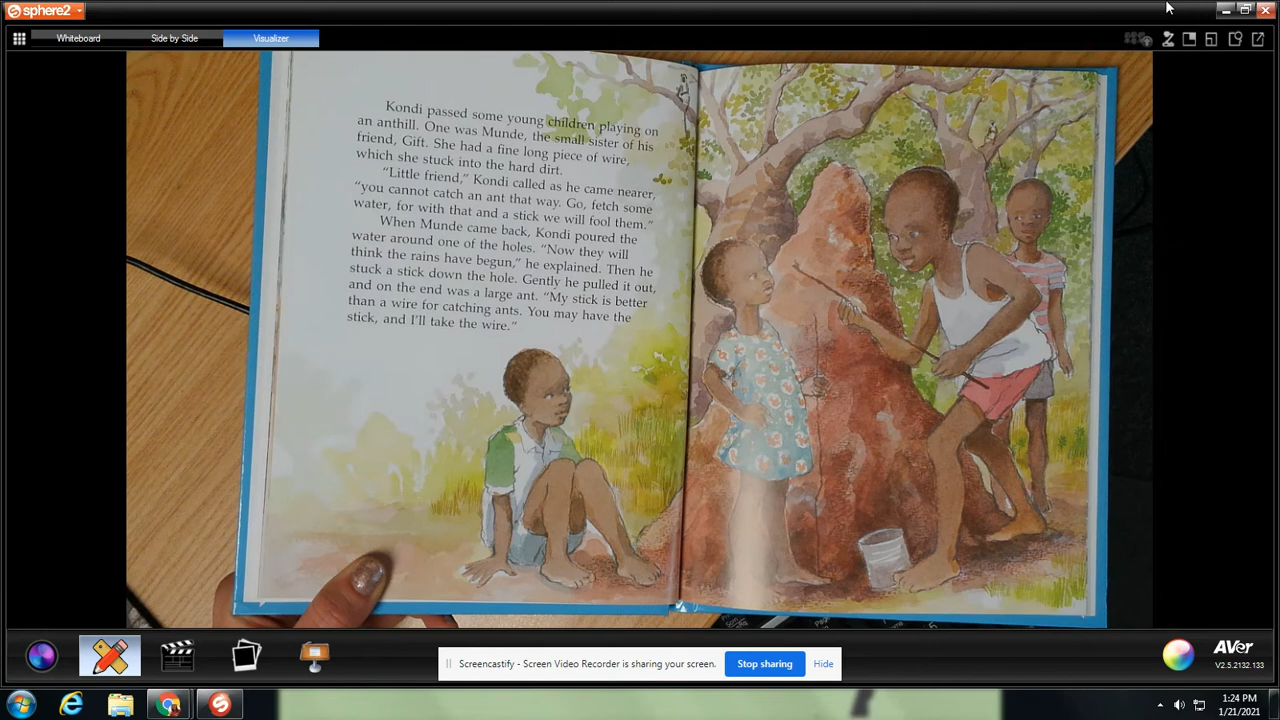 sphere2
Whiteboard
Side by Side
Visualizer
Kondi passed some young children playing on
an anthill. One was Munde, the small sister of his
friend, Gift. She had a fine long piece of wire,
which she stuck into the hard dirt.
“Little friend,” Kondi called as he came nearer,
“you cannot catch an ant that way. Go, fetch some
water, for with that and a stick we will fool them.”
When Munde came back, Kondi poured the
water around one of the holes. “Now they will
think the rains have begun,” he explained. Then he
stuck a stick down the hole. Gently he pulled it out,
and on the end was a large ant. “My stick is better
than a wire for catching ants. You may have the
stick, and I’ll take the wire.”
Screencastify - Screen Video Recorder is sharing your screen.
Stop sharing
Hide
AVer
V2.5.2132.133
1:24 PM
1/21/2021